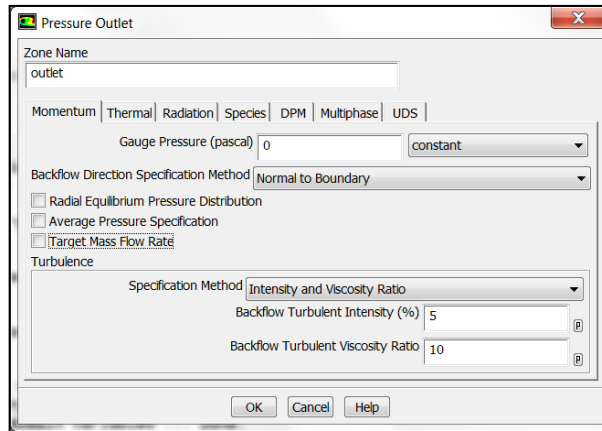 Pressure Outlet
Zone Name
outlet
Momentum Thermal Radiation Species DPM Multiphase UDS
Gauge Pressure (pascal) 0 constant
Backflow Direction Specification Method Normal to Boundary
Radial Equilibrium Pressure Distribution
Average Pressure Specification
Target Mass Flow Rate
Turbulence
Specification Method Intensity and Viscosity Ratio
Backflow Turbulent Intensity (%) 5 P
Backflow Turbulent Viscosity Ratio 10 P
OK Cancel Help